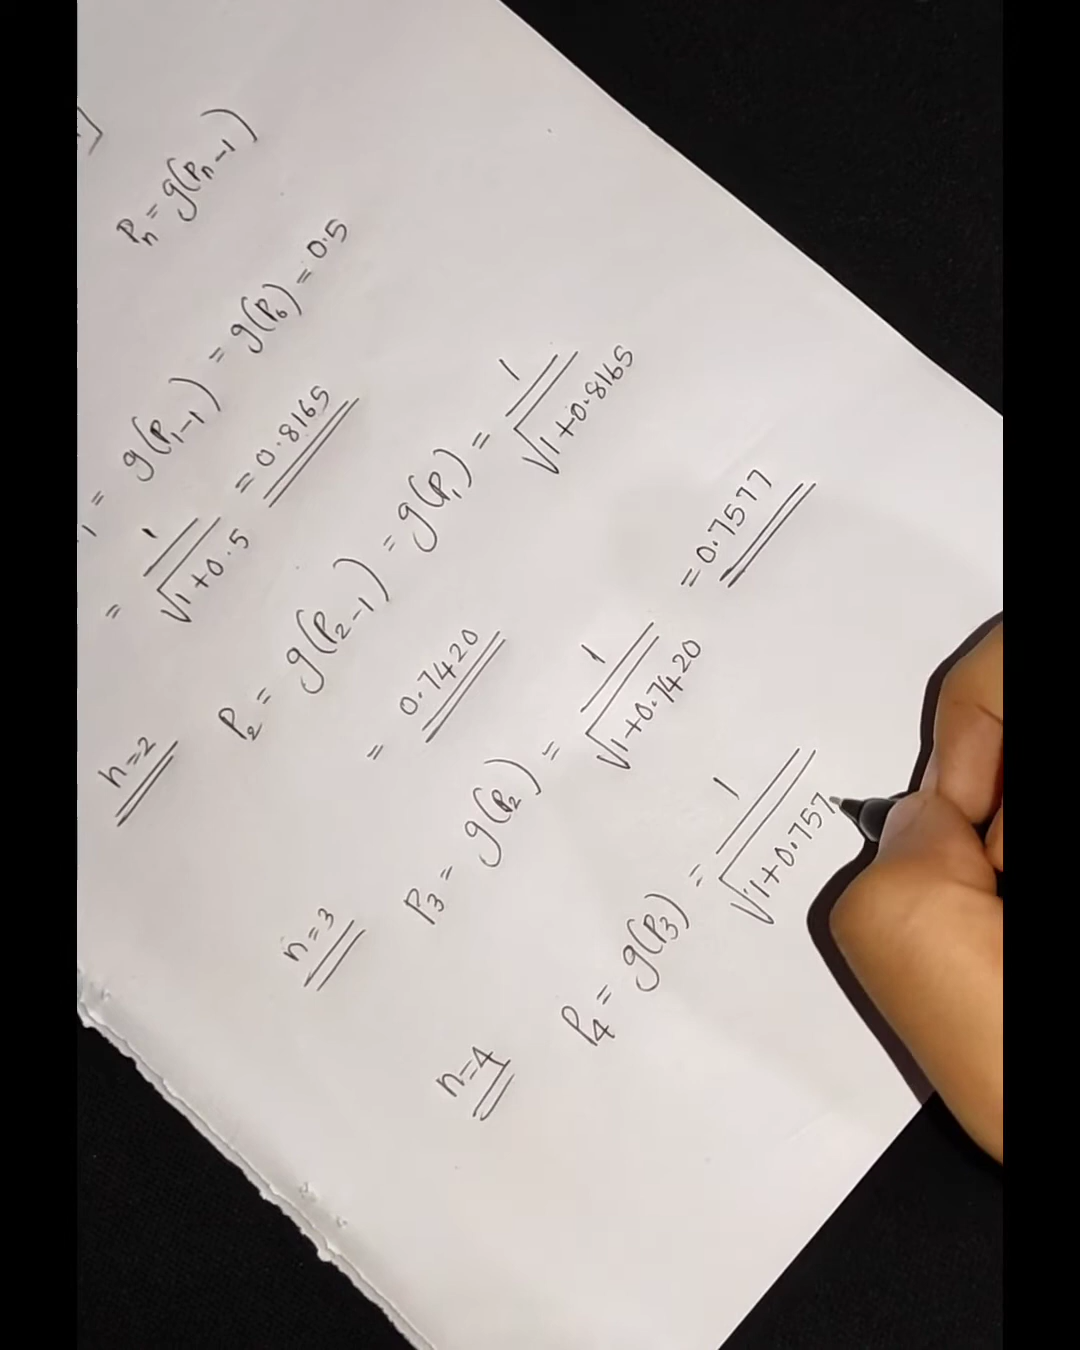 Pₙ = g(Pₙ₋₁)
₁ = g(P₁₋₁) = g(P₀) = 0.5
= 1/√1+0.5 = 0.8165
n=2 P₂ = g(P₂₋₁) = g(P₁) = 1/√1+0.8165
= 0.7420
n=3 P₃ = g(P₂) = 1/√1+0.7420 = 0.7577
n=4 P₄ = g(P₃) = 1/√1+0.757